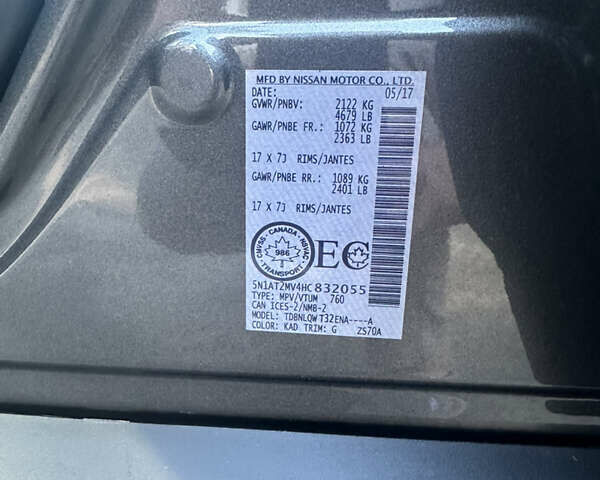 MFD BY NISSAN MOTOR CO., LTD.
DATE: 05/17
GVWR/PNBV: 2122 KG
4679 LB
GAWR/PNBE FR.: 1072 KG
2363 LB
17 X 7J RIMS/JANTES
GAWR/PNBE RR.: 1089 KG
2401 LB
17 X 7J RIMS/JANTES
CMVSS - CANADA - NSVAC
986
TRANSPORT
EC
5N1AT2MV4HC832055
TYPE: MPV/VTUM 760
CAN ICES-2/NMB-2
MODEL: TDBNLQW T32ENA----A
COLOR: KAD TRIM: G ZS70A